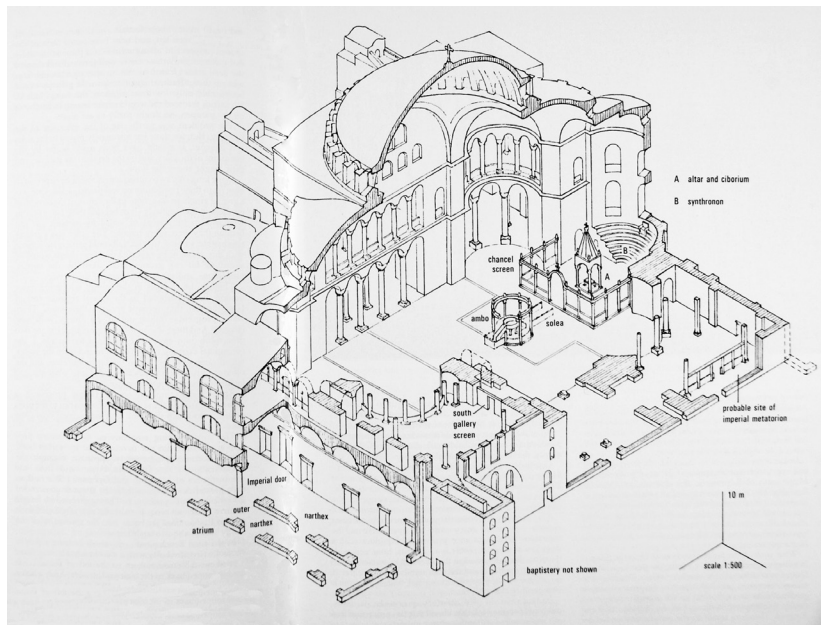 A altar and ciborium
B synthronon
B
chancel
screen
A
ambo
solea
south
gallery
screen
probable site of
imperial metatorion
Imperial door
10 m
outer
narthex
narthex
atrium
scale 1:500
baptistery not shown